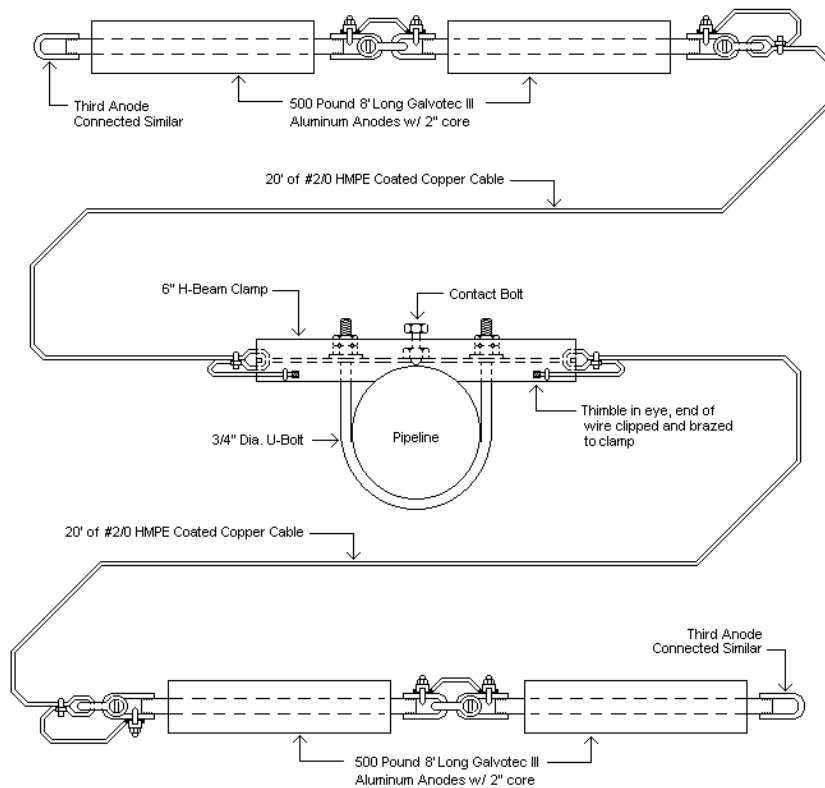 Third Anode
Connected Similar
500 Pound 8' Long Galvotec III
Aluminum Anodes w/ 2" core
20' of #2/0 HMPE Coated Copper Cable
6" H-Beam Clamp
Contact Bolt
Thimble in eye, end of
wire clipped and brazed
to clamp
3/4" Dia. U-Bolt
Pipeline
20' of #2/0 HMPE Coated Copper Cable
Third Anode
Connected Similar
500 Pound 8' Long Galvotec III
Aluminum Anodes w/ 2" core